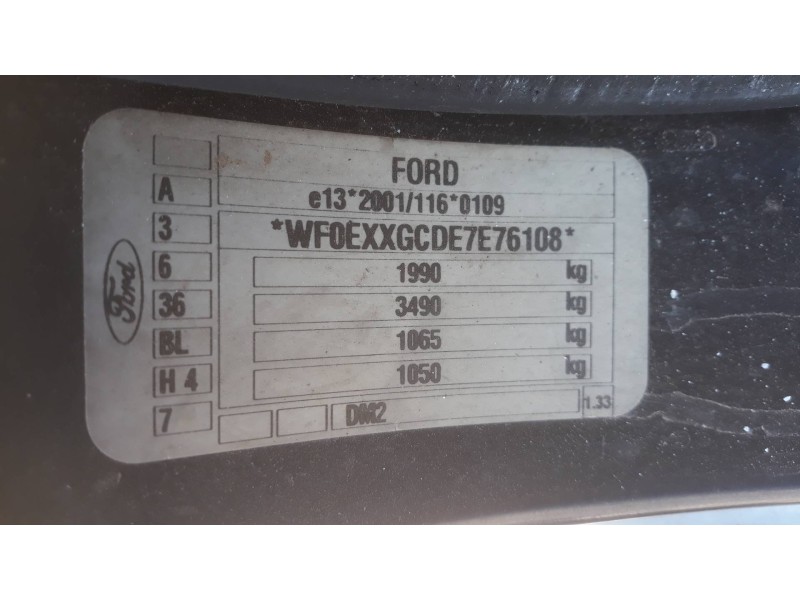 Ford
FORD
A
e13*2001/116*0109
3
*WF0EXXGCDE7E76108*
6
1990 kg
36
3490 kg
BL
1065 kg
H 4
1050 kg
7
DM2
1.33